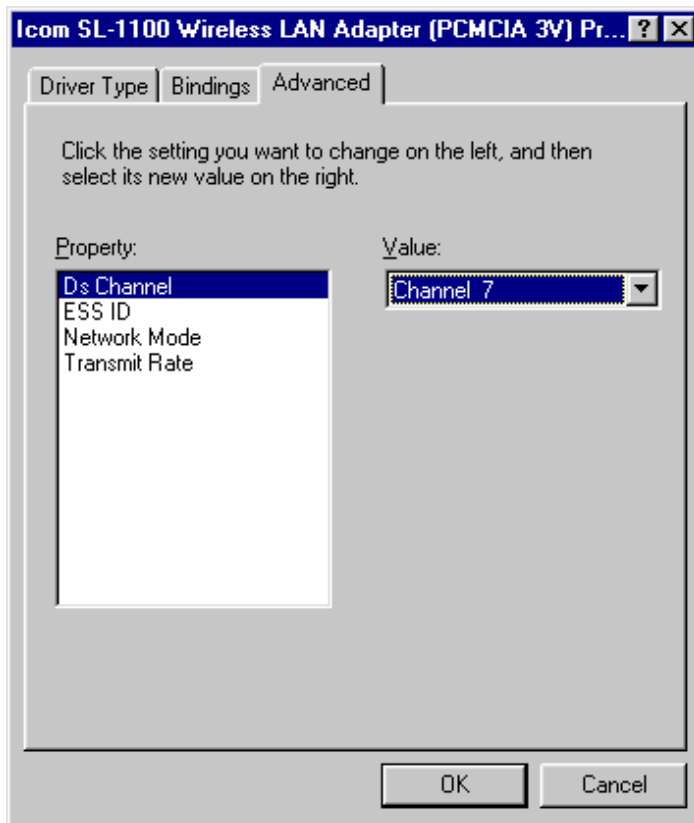 Icom SL-1100 Wireless LAN Adapter (PCMCIA 3V) Pr...
Driver Type Bindings Advanced
Click the setting you want to change on the left, and then
select its new value on the right.
Property:
Value:
Ds Channel
ESS ID
Network Mode
Transmit Rate
Channel 7
OK Cancel